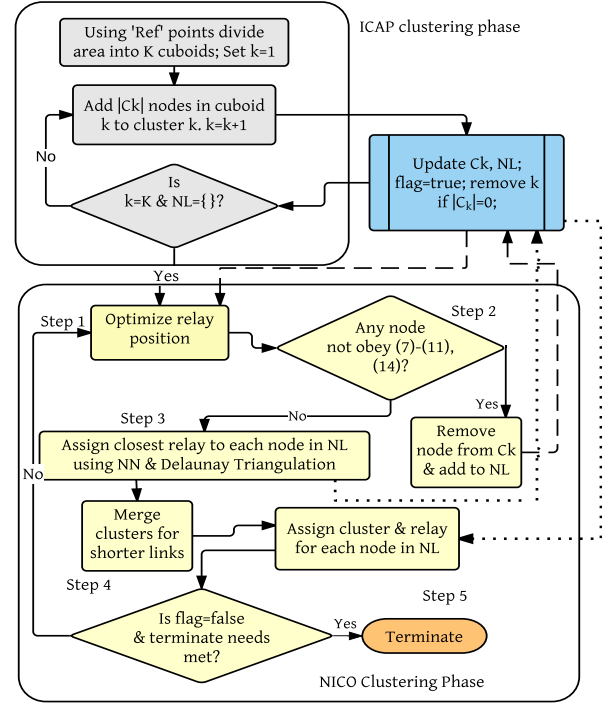 Using 'Ref' points divide
area into K cuboids; Set k=1
ICAP clustering phase
Add |Ck| nodes in cuboid
k to cluster k. k=k+1
No
Update Ck, NL;
flag=true; remove k
if |Cₖ|=0;
Is
k=K & NL={}?
Yes
Step 1
Optimize relay
position
Step 2
Any node
not obey (7)-(11),
(14)?
Yes
No
Step 3
Assign closest relay to each node in NL
using NN & Delaunay Triangulation
Remove
node from Ck
& add to NL
No
Merge
clusters for
shorter links
Assign cluster & relay
for each node in NL
Step 4
Step 5
Is flag=false
& terminate needs
met?
Yes
Terminate
NICO Clustering Phase